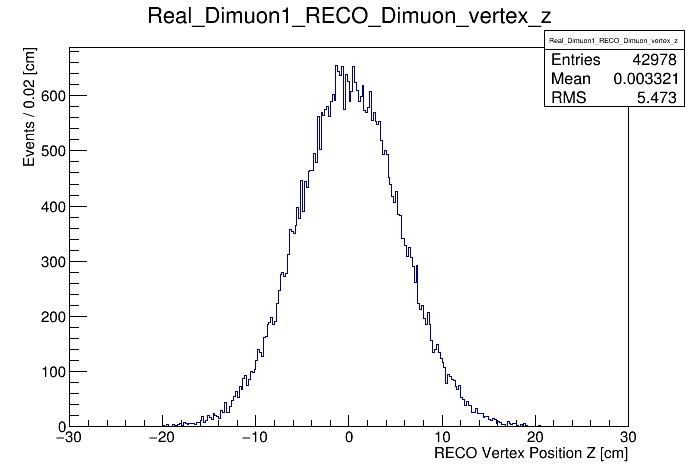 Real_Dimuon1_RECO_Dimuon_vertex_z
Real_Dimuon1_RECO_Dimuon_vertex_z
Entries 42978
Mean 0.003321
RMS 5.473
Events / 0.02 [cm]
600
500
400
300
200
100
0
−30 −20 −10 0 10 20 30
RECO Vertex Position Z [cm]